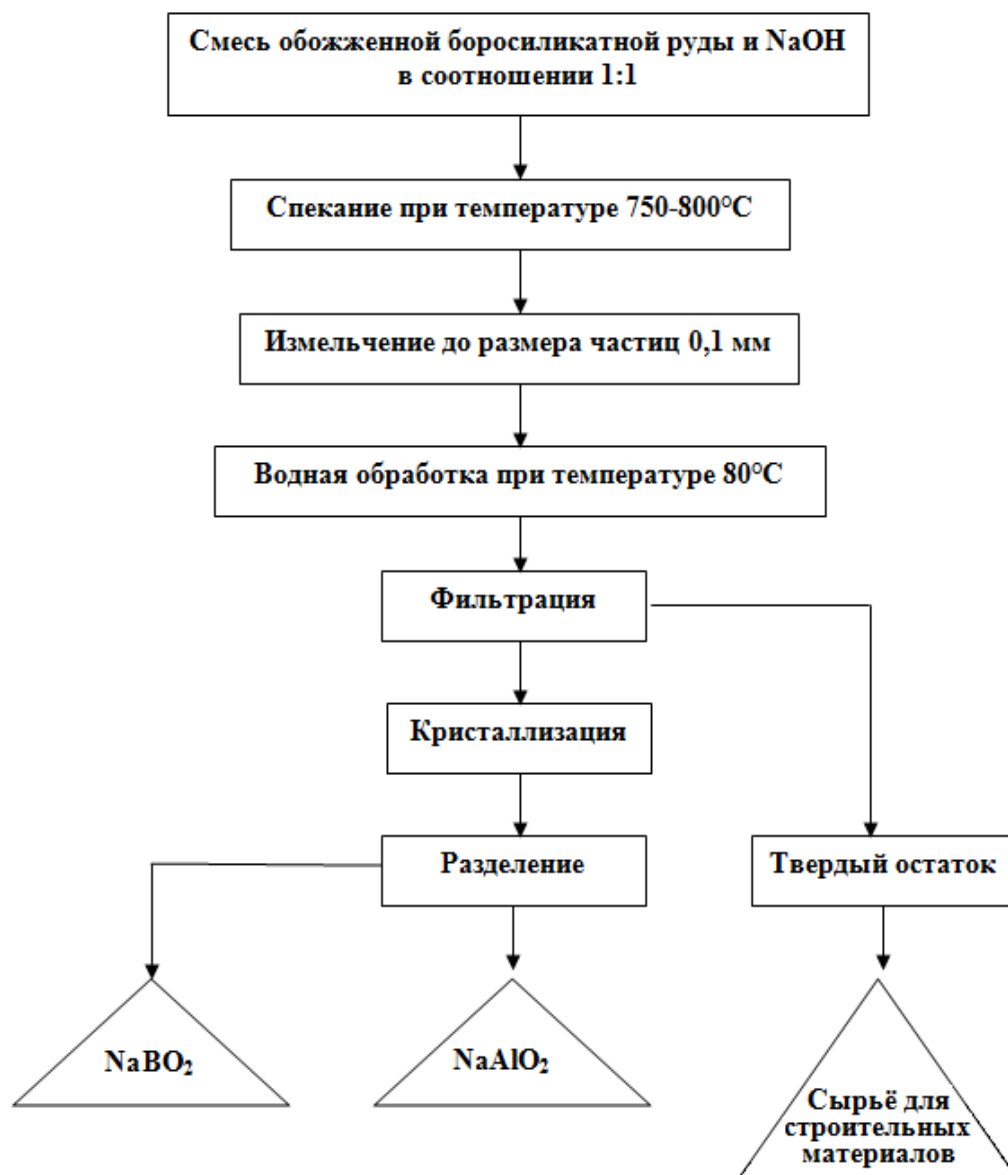 Смесь обожженной боросиликатной руды и NaOH
в соотношении 1:1
Спекание при температуре 750-800°С
Измельчение до размера частиц 0,1 мм
Водная обработка при температуре 80°С
Фильтрация
Кристаллизация
Разделение
Твердый остаток
NaBO₂
NaAlO₂
Сырьё для
строительных
материалов